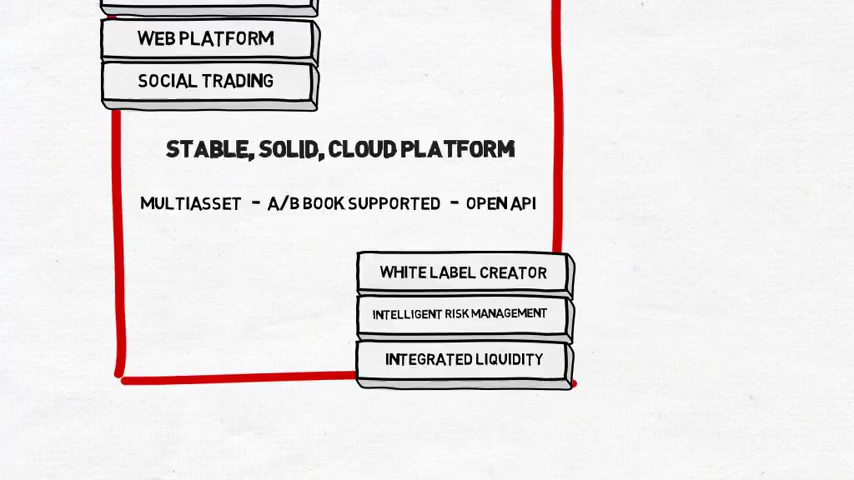 WEB PLATFORM
SOCIAL TRADING
STABLE, SOLID, CLOUD PLATFORM
MULTIASSET - A/B BOOK SUPPORTED - OPEN API
WHITE LABEL CREATOR
INTELLIGENT RISK MANAGEMENT
INTEGRATED LIQUIDITY